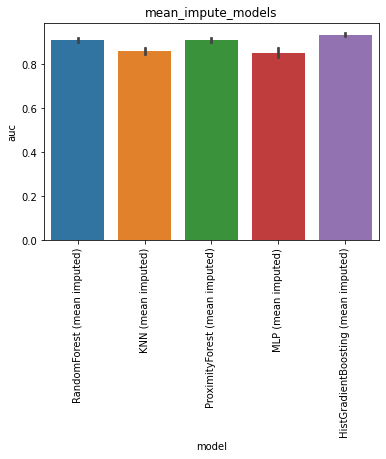 mean_impute_models
auc
0.8
0.6
0.4
0.2
0.0
RandomForest (mean imputed)
KNN (mean imputed)
ProximityForest (mean imputed)
MLP (mean imputed)
HistGradientBoosting (mean imputed)
model